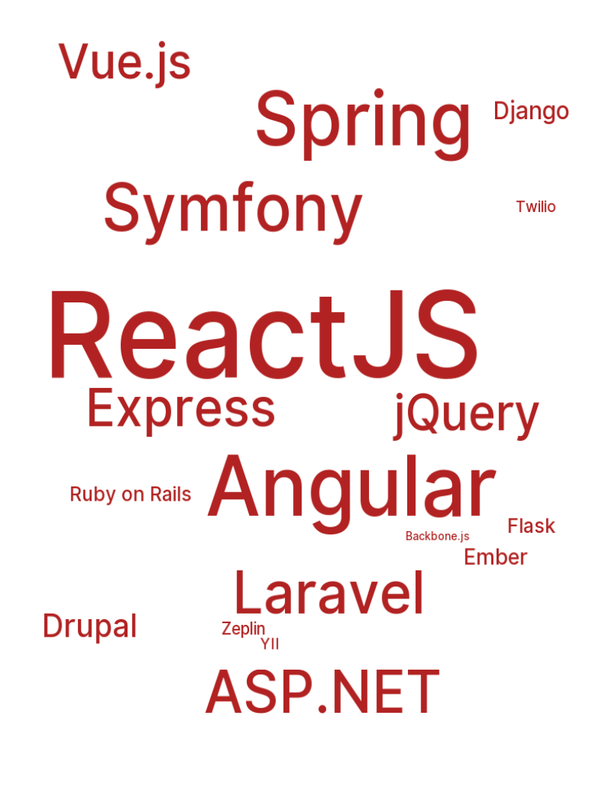 Vue.js
Spring
Django
Symfony
Twilio
ReactJS
Express
jQuery
Angular
Ruby on Rails
Flask
Backbone.js
Ember
Laravel
Drupal
Zeplin
YII
ASP.NET